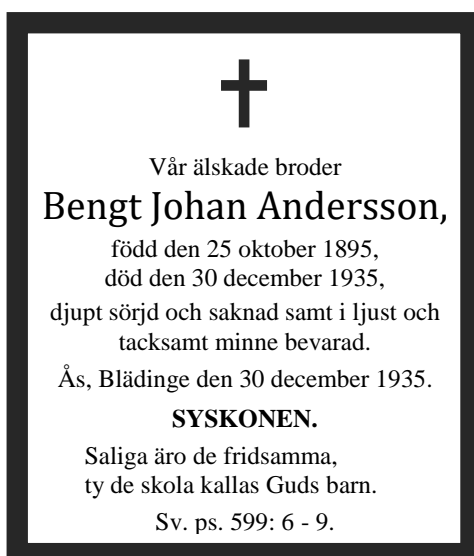 Vår älskade broder
Bengt Johan Andersson,
född den 25 oktober 1895,
död den 30 december 1935,
djupt sörjd och saknad samt i ljust och
tacksamt minne bevarad.
Ås, Blädinge den 30 december 1935.
SYSKONEN.
Saliga äro de fridsamma,
ty de skola kallas Guds barn.
Sv. ps. 599: 6 - 9.